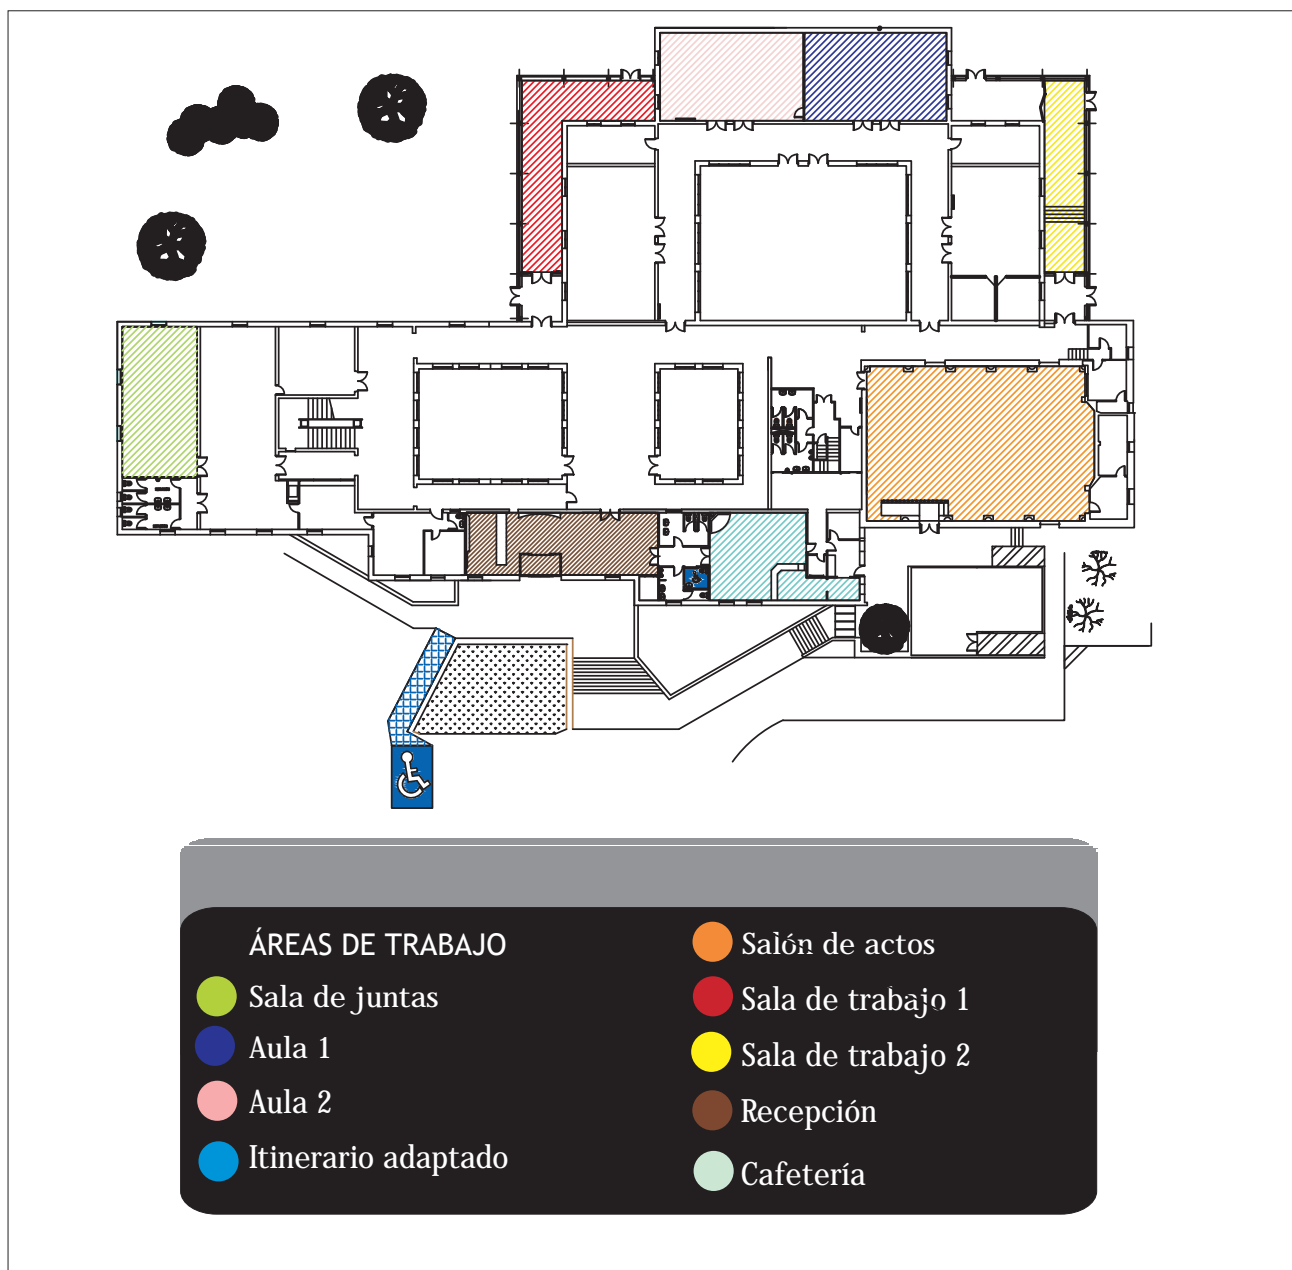 ÁREAS DE TRABAJO
Sala de juntas
Aula 1
Aula 2
Itinerario adaptado
Salón de actos
Sala de trabajo 1
Sala de trabajo 2
Recepción
Cafetería